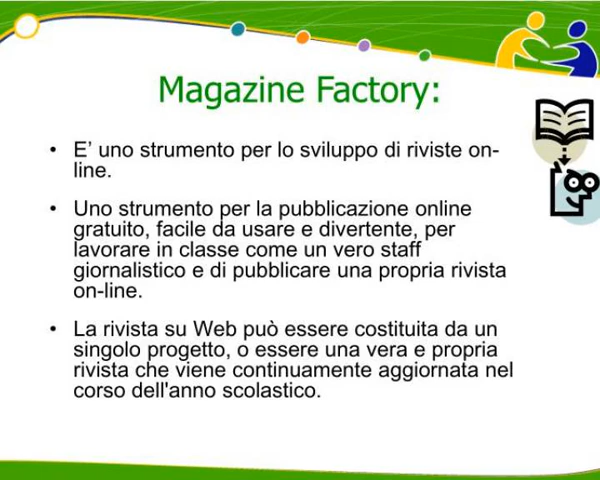 Magazine Factory:
• E’ uno strumento per lo sviluppo di riviste on-
line.
• Uno strumento per la pubblicazione online
gratuito, facile da usare e divertente, per
lavorare in classe come un vero staff
giornalistico e di pubblicare una propria rivista
on-line.
• La rivista su Web può essere costituita da un
singolo progetto, o essere una vera e propria
rivista che viene continuamente aggiornata nel
corso dell'anno scolastico.